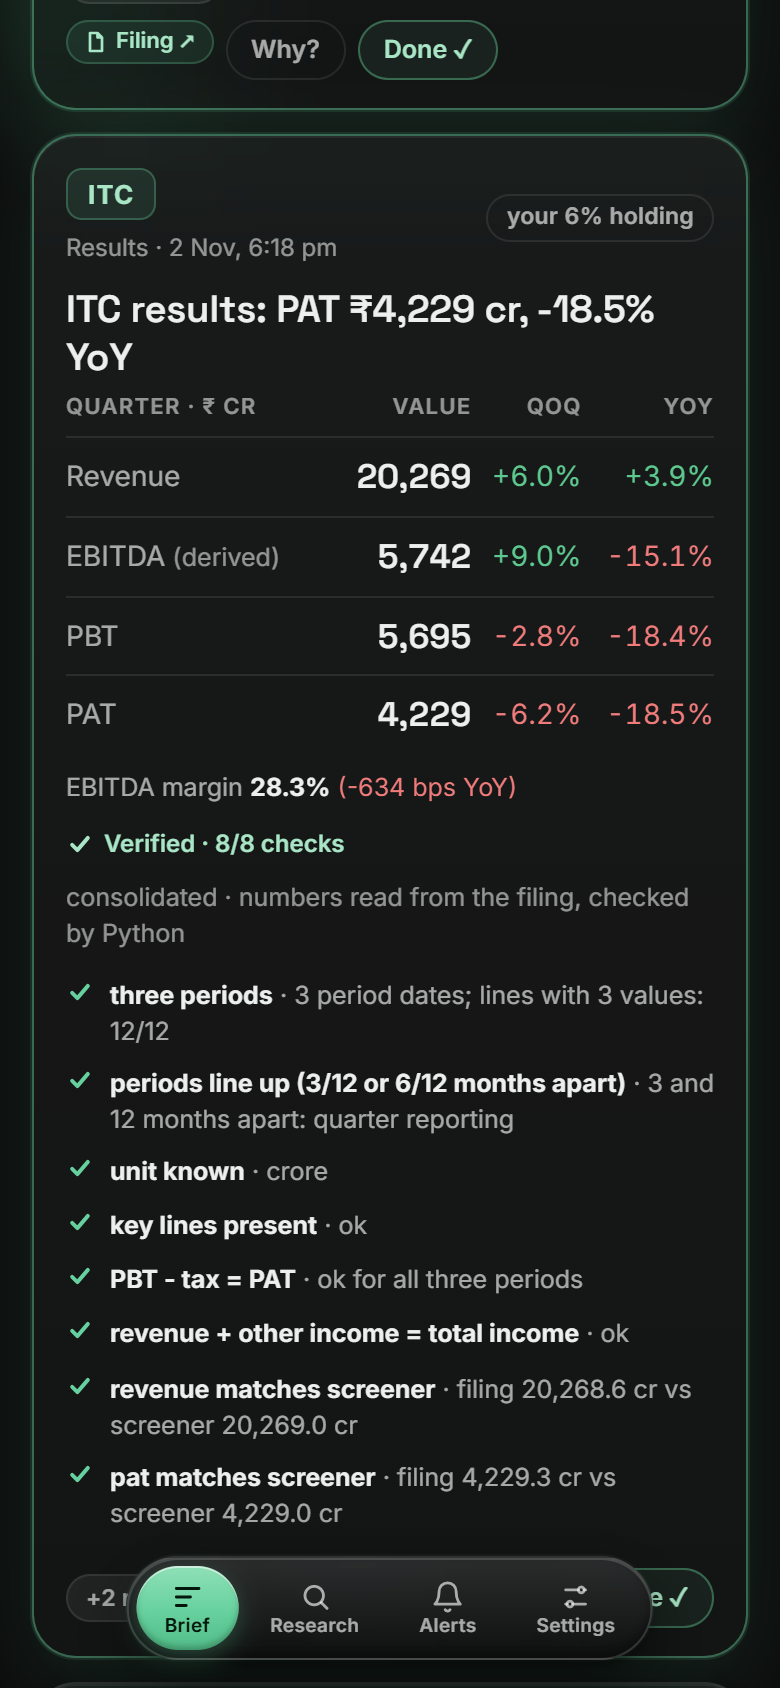 Filing ↗ Why? Done ✓
ITC
your 6% holding
Results · 2 Nov, 6:18 pm
ITC results: PAT ₹4,229 cr, -18.5%
YoY
QUARTER · ₹ CR VALUE QOQ YOY
Revenue 20,269 +6.0% +3.9%
EBITDA (derived) 5,742 +9.0% -15.1%
PBT 5,695 -2.8% -18.4%
PAT 4,229 -6.2% -18.5%
EBITDA margin 28.3% (-634 bps YoY)
✓ Verified · 8/8 checks
consolidated · numbers read from the filing, checked
by Python
✓ three periods · 3 period dates; lines with 3 values:
12/12
✓ periods line up (3/12 or 6/12 months apart) · 3 and
12 months apart: quarter reporting
✓ unit known · crore
✓ key lines present · ok
✓ PBT - tax = PAT · ok for all three periods
✓ revenue + other income = total income · ok
✓ revenue matches screener · filing 20,268.6 cr vs
screener 20,269.0 cr
✓ pat matches screener · filing 4,229.3 cr vs
screener 4,229.0 cr
+2
Brief Research Alerts Settings